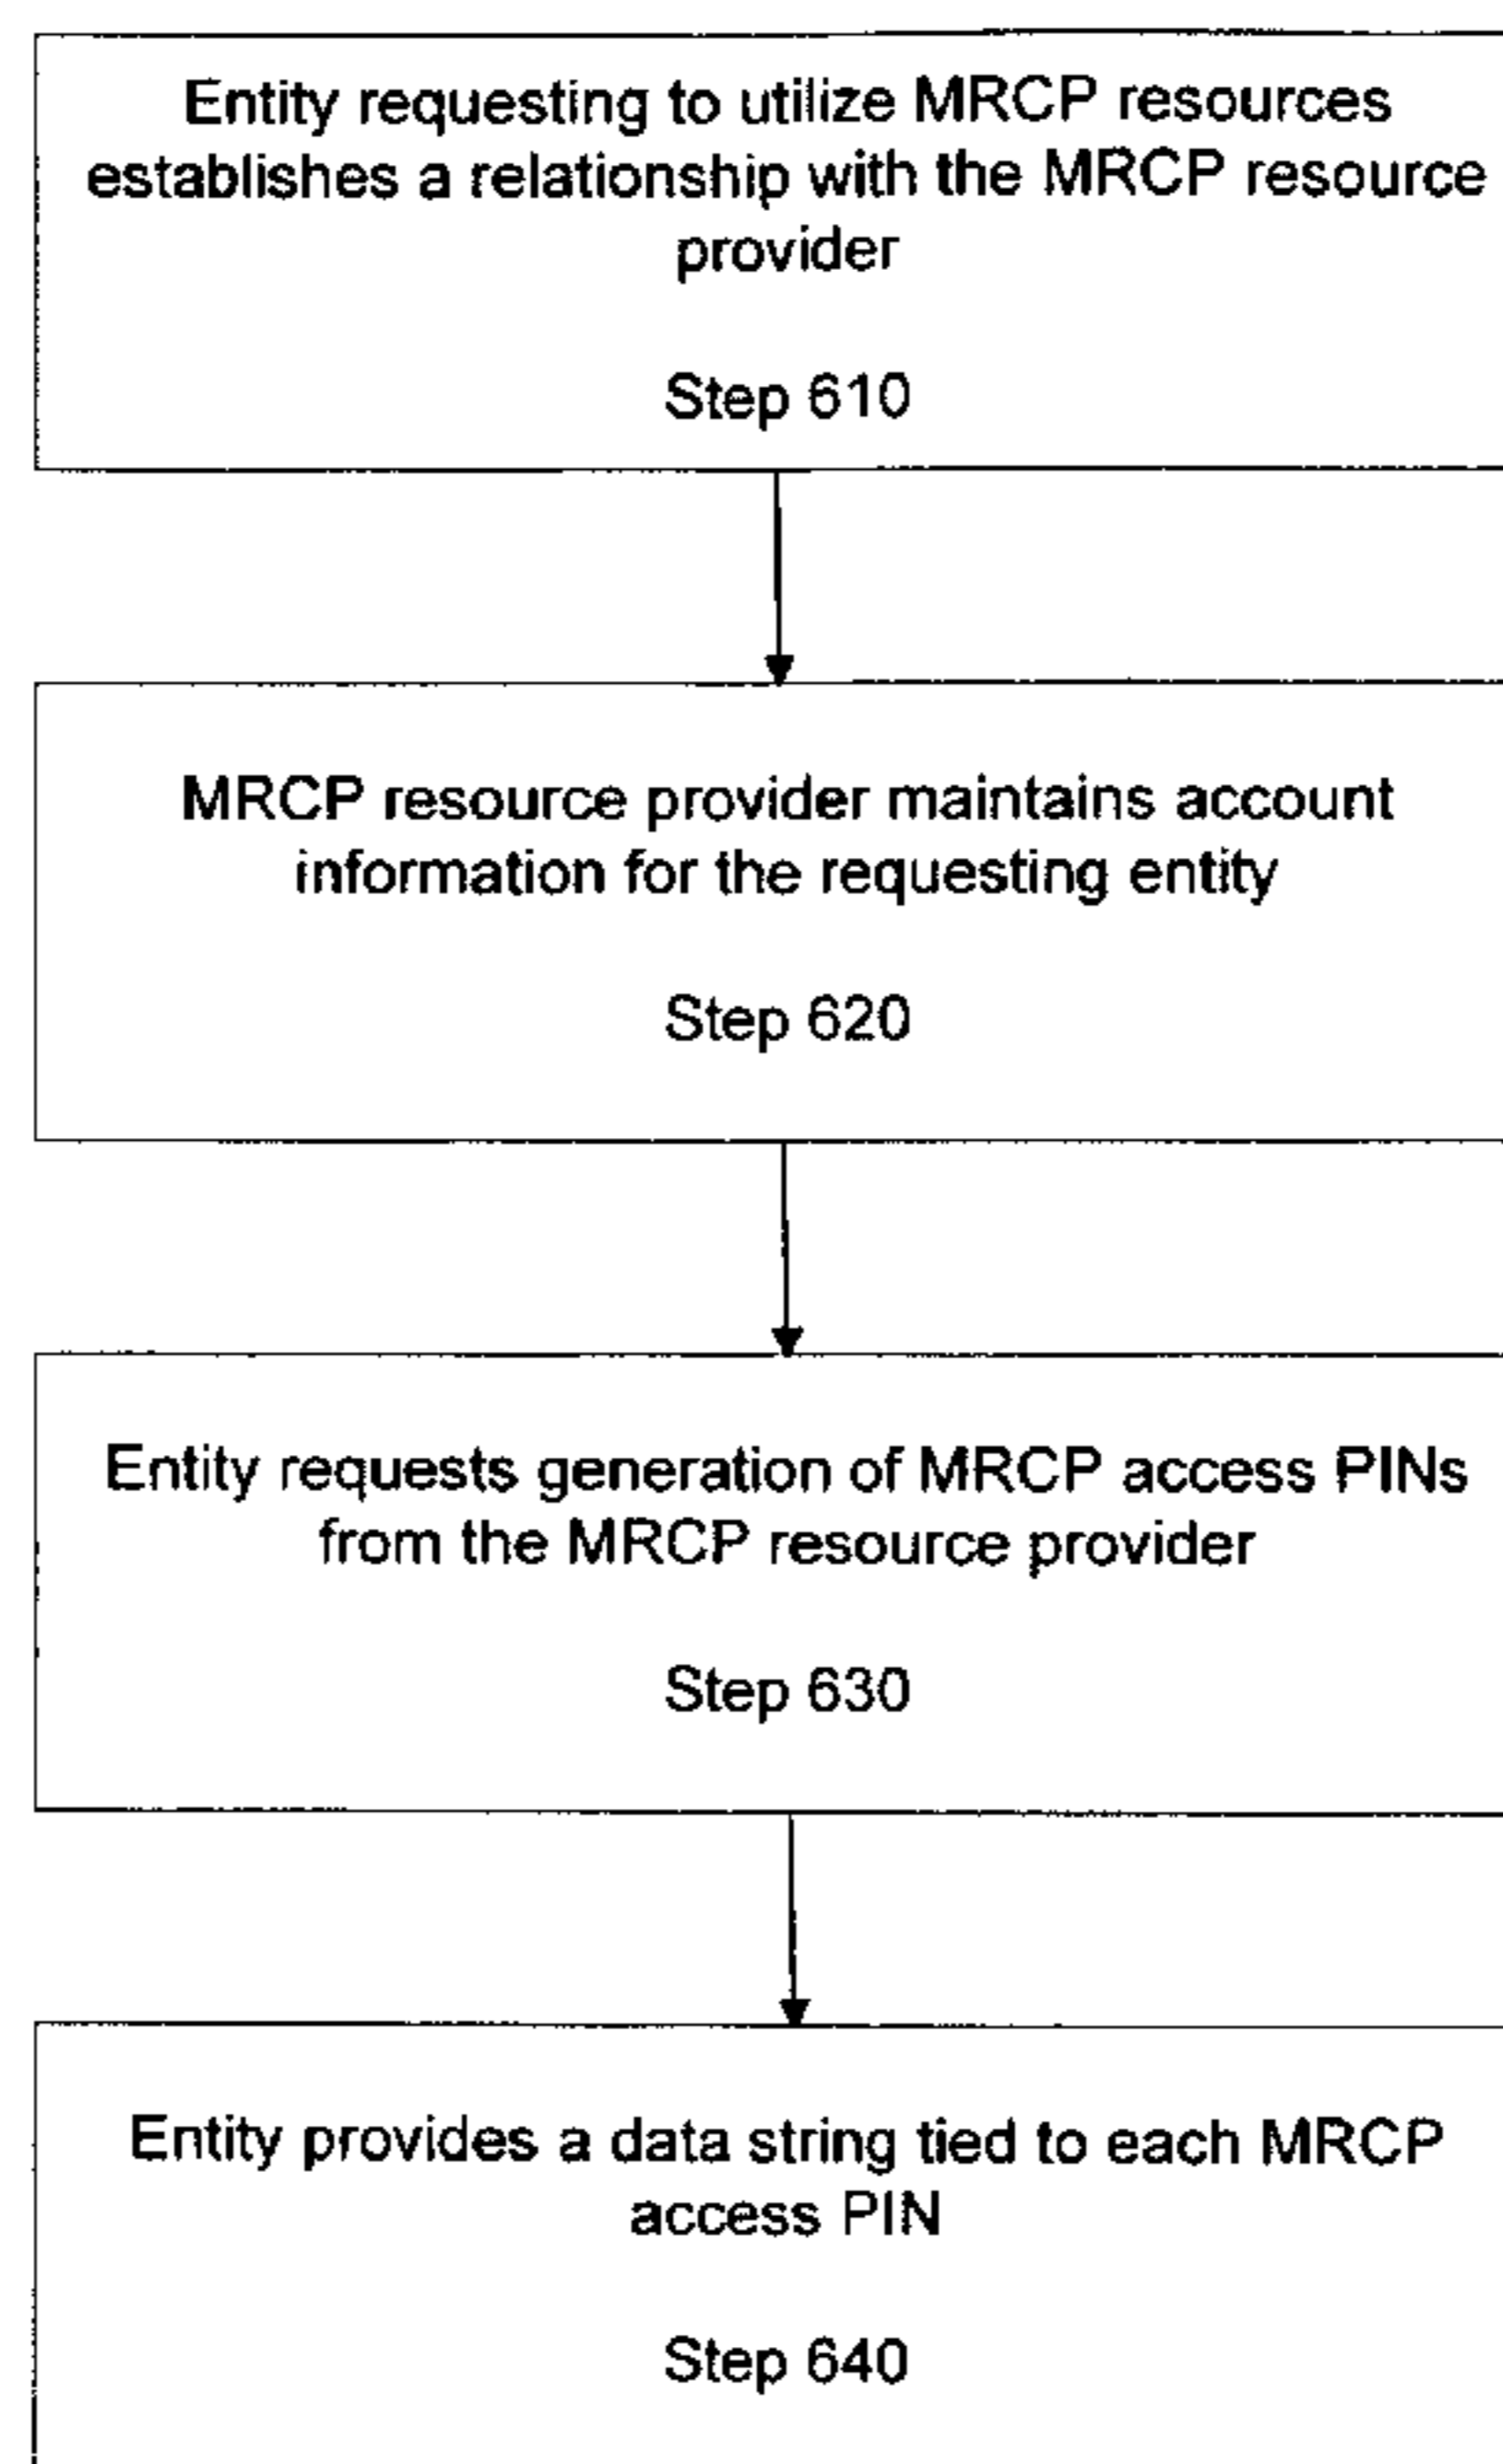 Entity requesting to utilize MRCP resources
establishes a relationship with the MRCP resource
provider
Step 610
MRCP resource provider maintains account
information for the requesting entity
Step 620
Entity requests generation of MRCP access PINs
from the MRCP resource provider
Step 630
Entity provides a data string tied to each MRCP
access PIN
Step 640